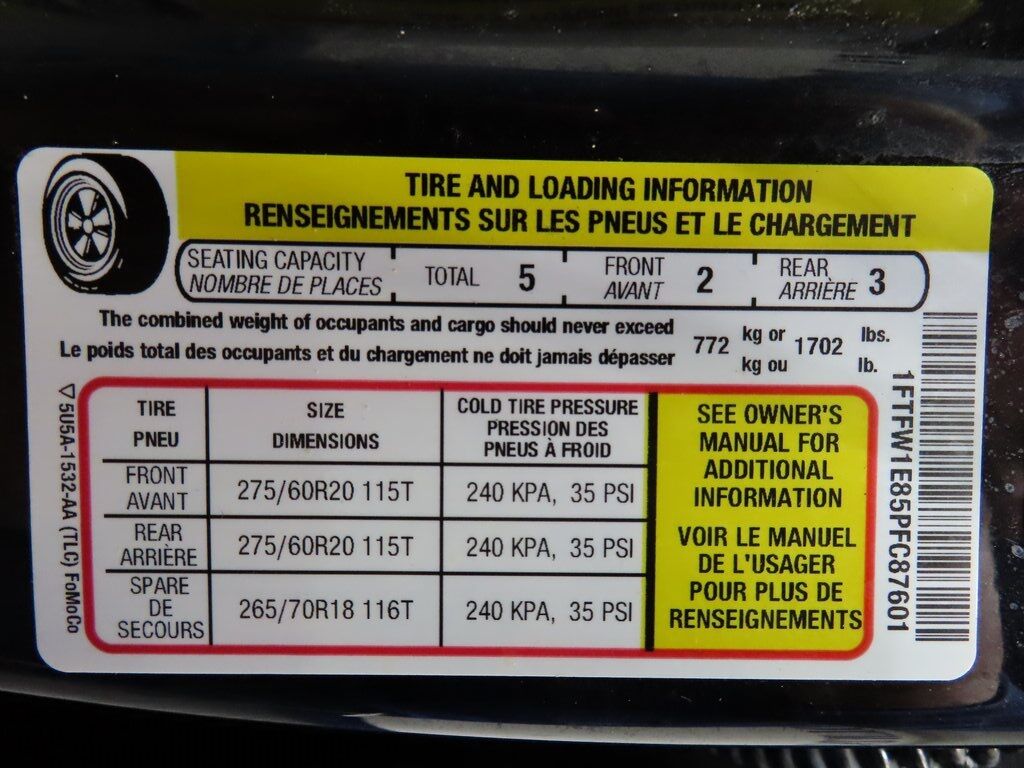 TIRE AND LOADING INFORMATION
RENSEIGNEMENTS SUR LES PNEUS ET LE CHARGEMENT
SEATING CAPACITY TOTAL 5 FRONT 2 REAR 3
NOMBRE DE PLACES AVANT ARRIÈRE
The combined weight of occupants and cargo should never exceed 772 kg or 1702 lbs.
Le poids total des occupants et du chargement ne doit jamais dépasser kg ou lb.
TIRE SIZE COLD TIRE PRESSURE
PNEU DIMENSIONS PRESSION DES
PNEUS À FROID
FRONT
AVANT 275/60R20 115T 240 KPA, 35 PSI
REAR
ARRIÈRE 275/60R20 115T 240 KPA, 35 PSI
SPARE
DE
SECOURS 265/70R18 116T 240 KPA, 35 PSI
SEE OWNER'S
MANUAL FOR
ADDITIONAL
INFORMATION
VOIR LE MANUEL
DE L'USAGER
POUR PLUS DE
RENSEIGNEMENTS
5U5A-1532-AA (TLC) FoMoCo
1FTFW1E85PFC87601